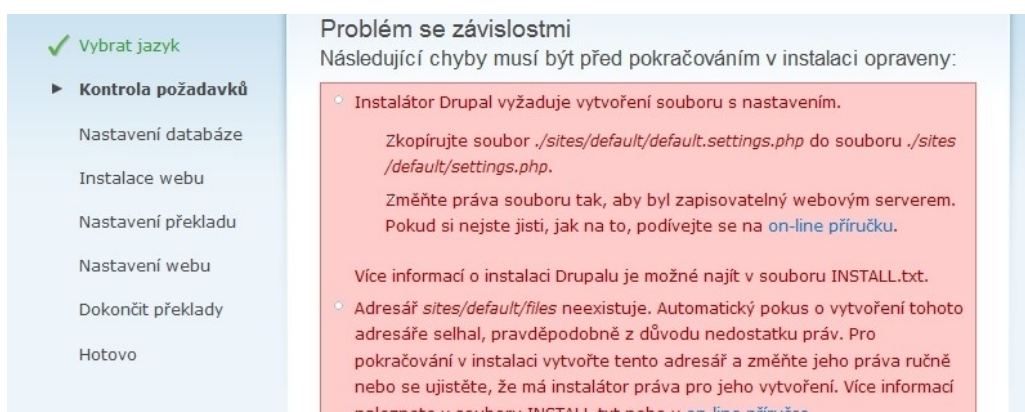 Vybrat jazyk
Kontrola požadavků
Nastavení databáze
Instalace webu
Nastavení překladu
Nastavení webu
Dokončit překlady
Hotovo
Problém se závislostmi
Následující chyby musí být před pokračováním v instalaci opraveny:
Instalátor Drupal vyžaduje vytvoření souboru s nastavením.
Zkopírujte soubor ./sites/default/default.settings.php do souboru ./sites
/default/settings.php.
Změňte práva souboru tak, aby byl zapisovatelný webovým serverem.
Pokud si nejste jisti, jak na to, podívejte se na on-line příručku.
Více informací o instalaci Drupalu je možné najít v souboru INSTALL.txt.
Adresář sites/default/files neexistuje. Automatický pokus o vytvoření tohoto
adresáře selhal, pravděpodobně z důvodu nedostatku práv. Pro
pokračování v instalaci vytvořte tento adresář a změňte jeho práva ručně
nebo se ujistěte, že má instalátor práva pro jeho vytvoření. Více informací